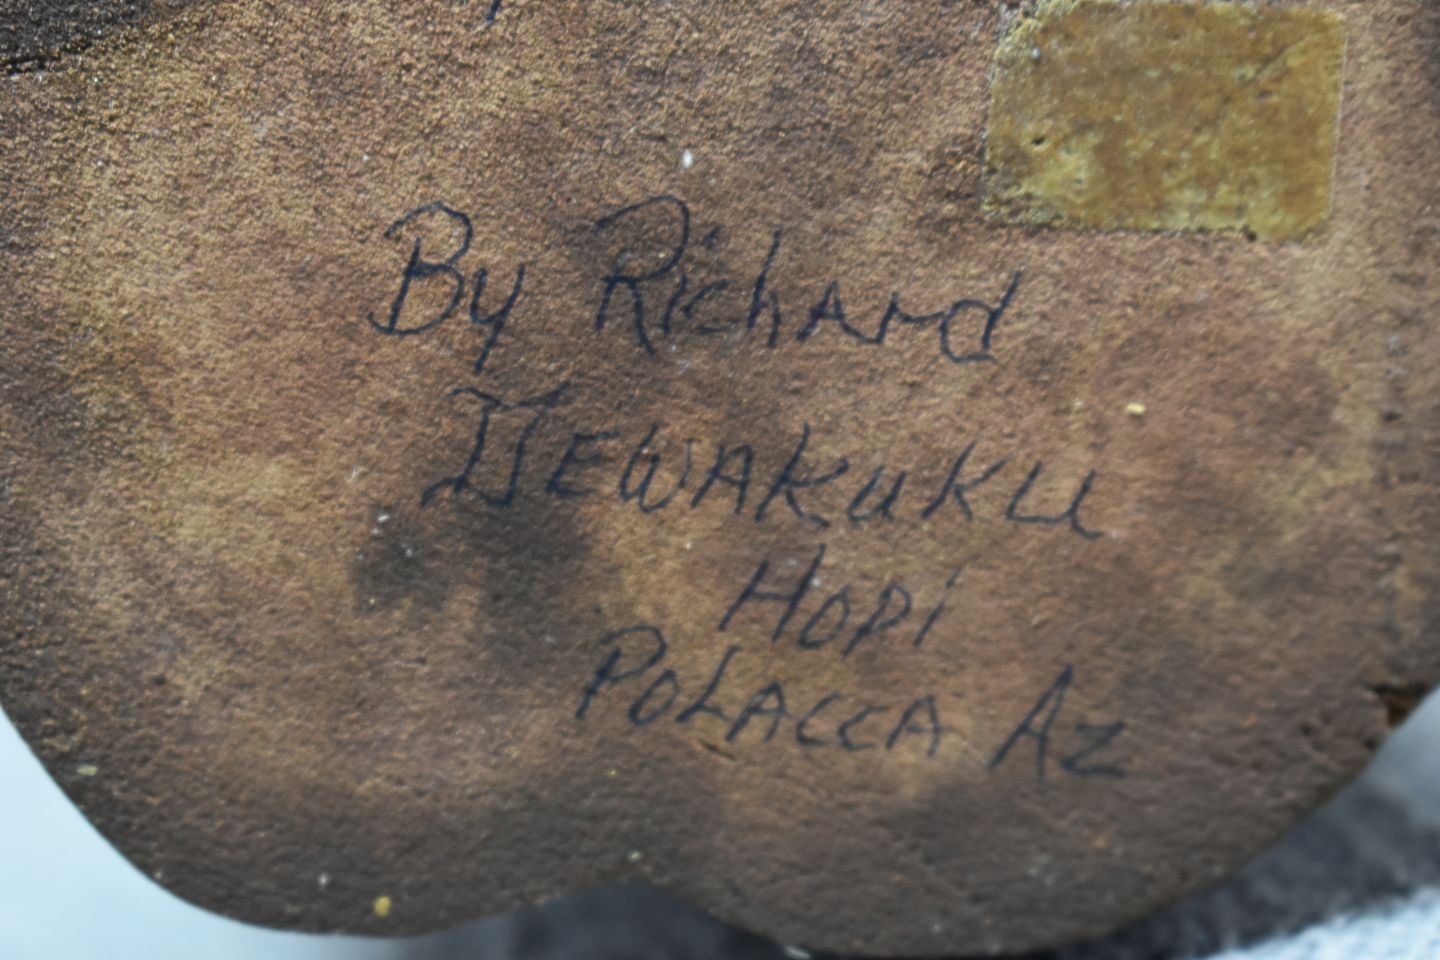 By Richard
Dewakuku
Hopi
Polacca Az